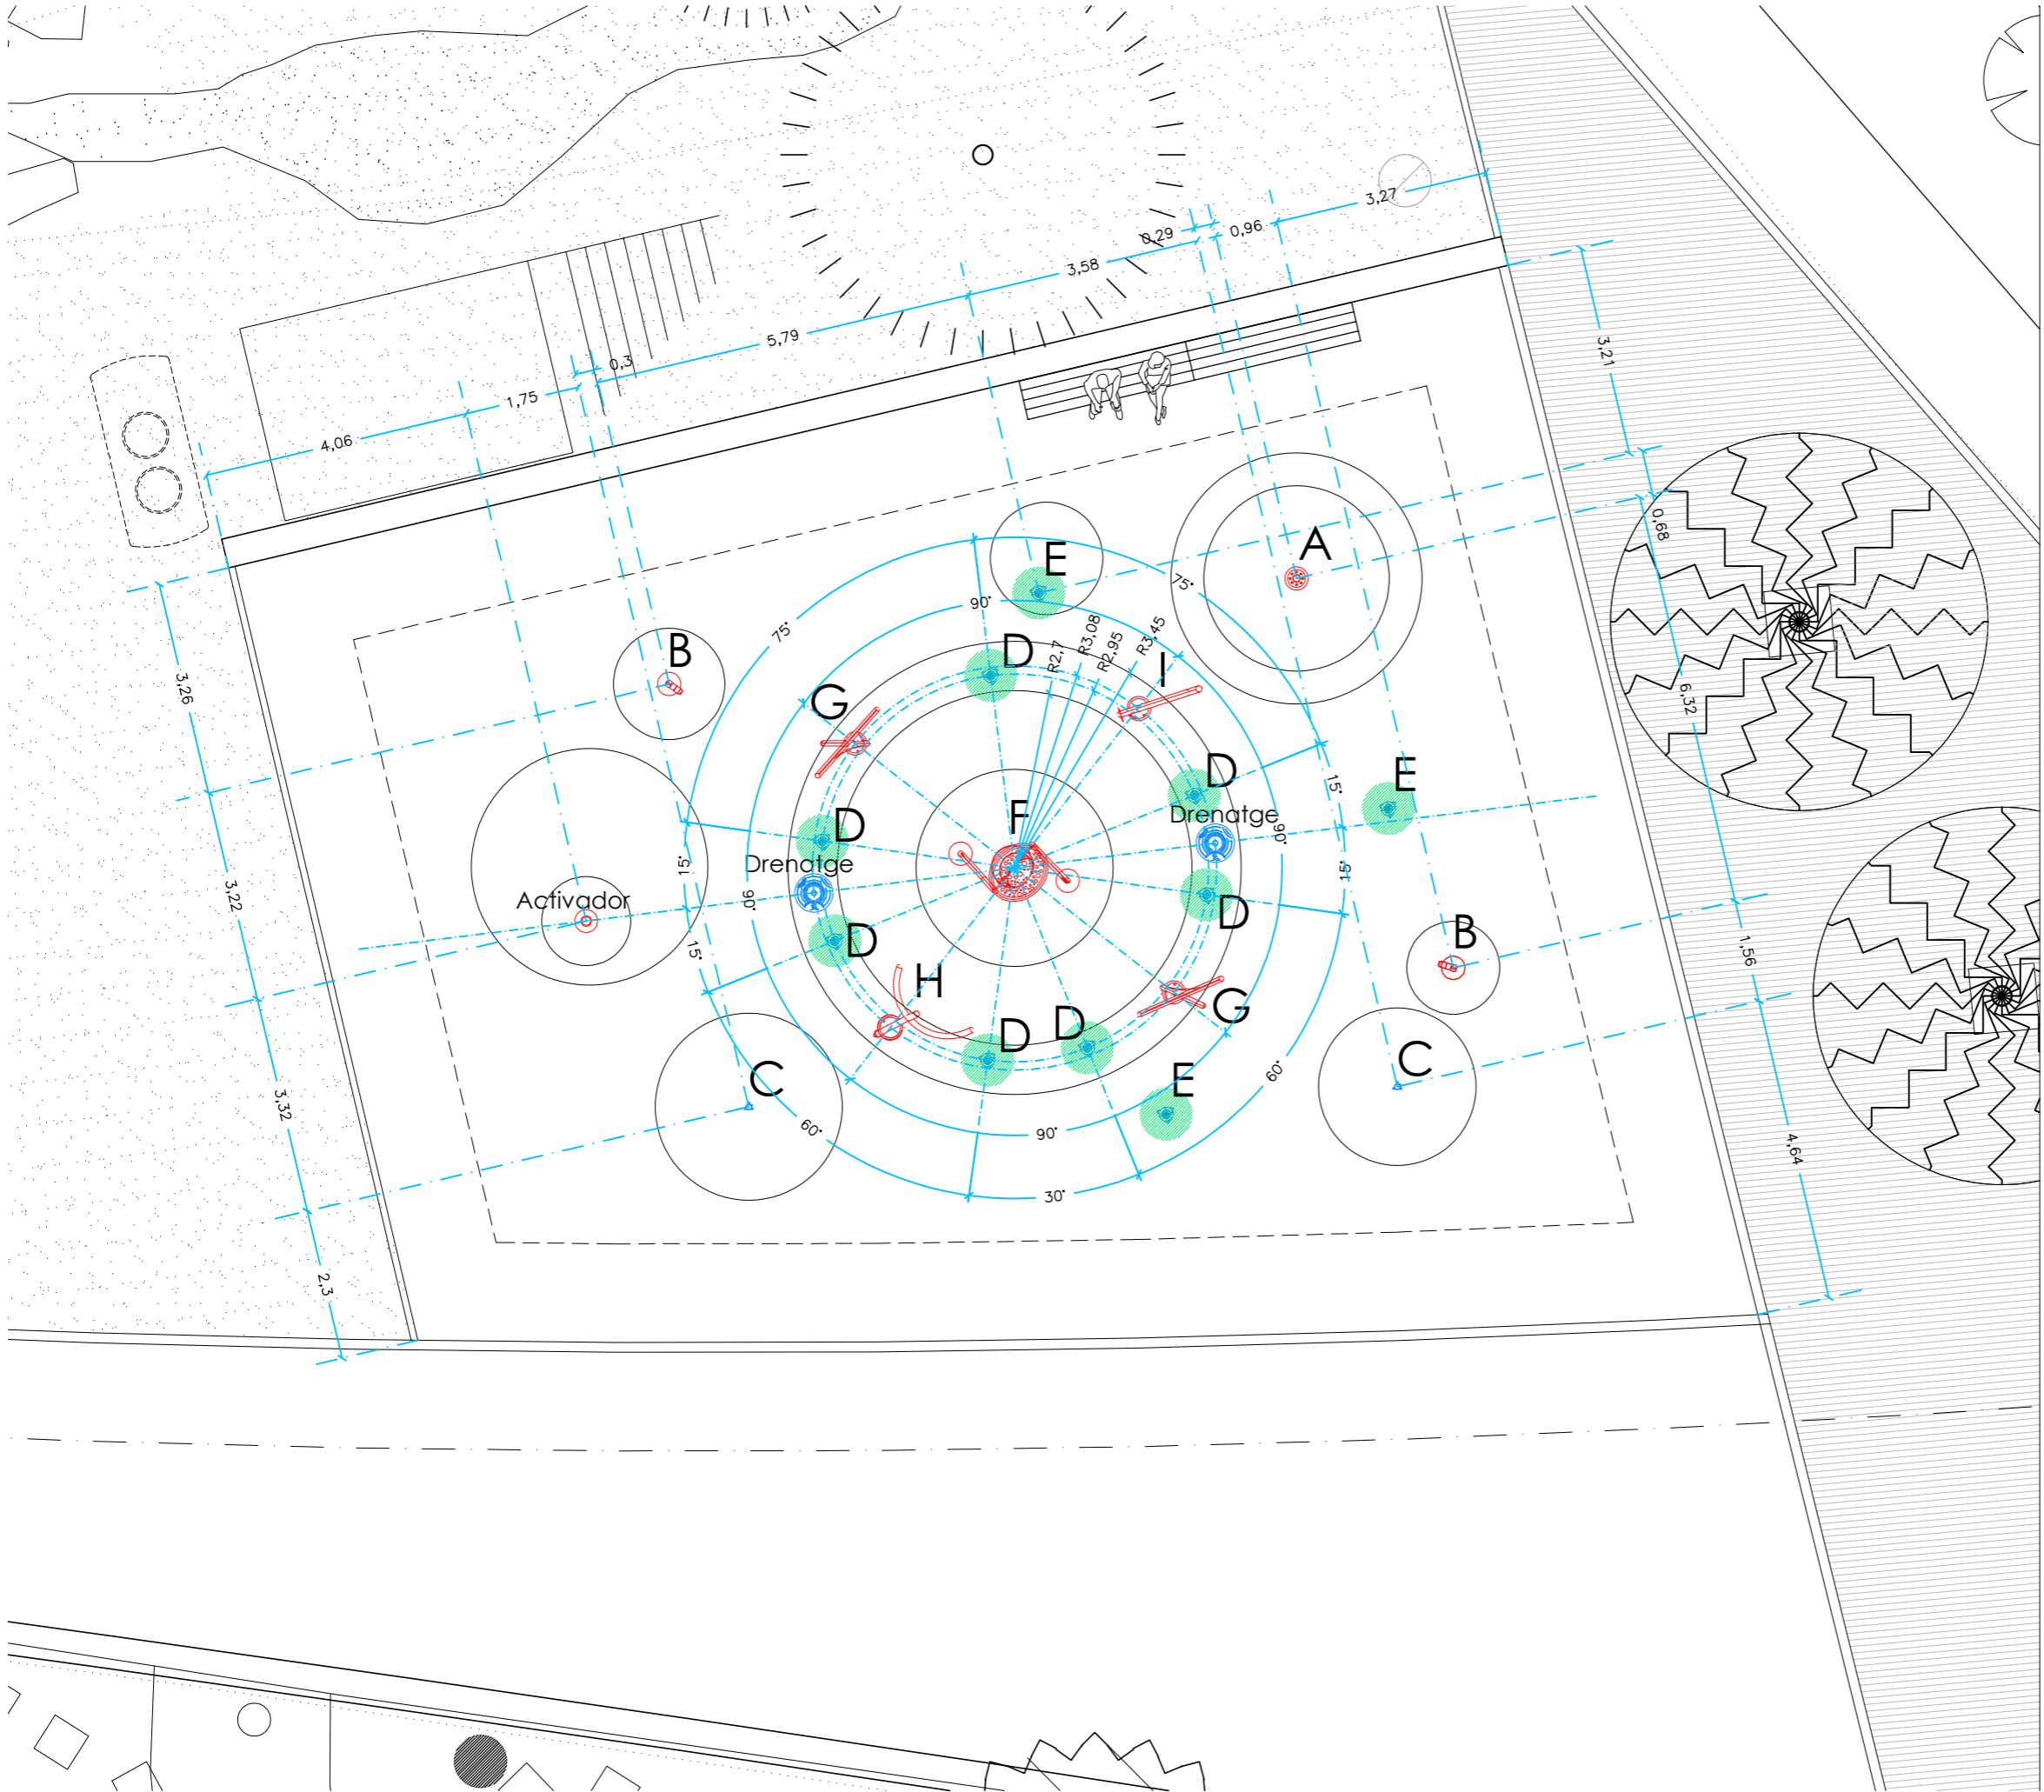 3,27
0,96
0,29
3,58
5,79
0,3
1,75
4,06
3,21
0,68
6,32
1,56
4,64
3,26
3,22
3,32
2,3
A
E
75°
75°
90°
B
D
R2,7
R3,08
R2,95
R3,45
I
G
D
E
15°
Drenatge
F
D
Drenatge
90°
15°
15°
90°
Activador
D
D
B
15°
H
G
D
D
C
E
C
60°
60°
90°
30°